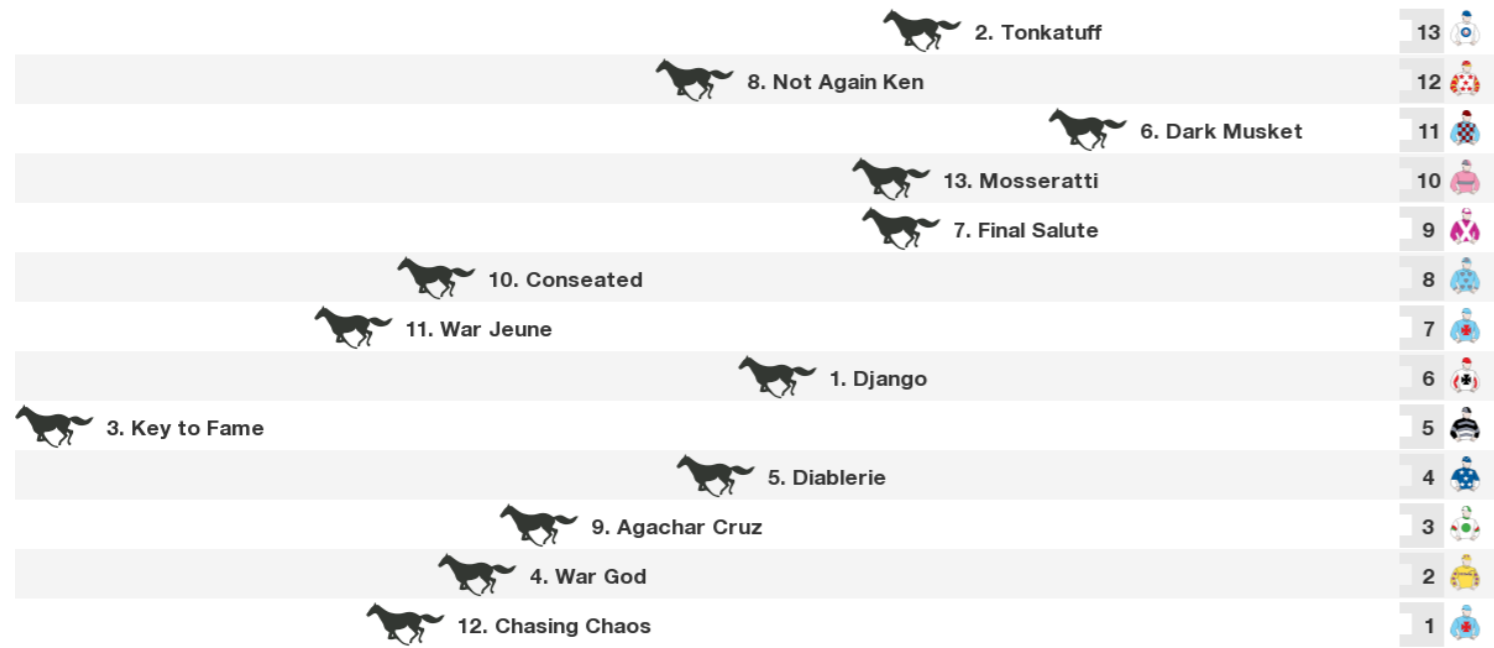 2. Tonkatuff 13
8. Not Again Ken 12
6. Dark Musket 11
13. Mosseratti 10
7. Final Salute 9
10. Conseated 8
11. War Jeune 7
1. Django 6
3. Key to Fame 5
5. Diablerie 4
9. Agachar Cruz 3
4. War God 2
12. Chasing Chaos 1